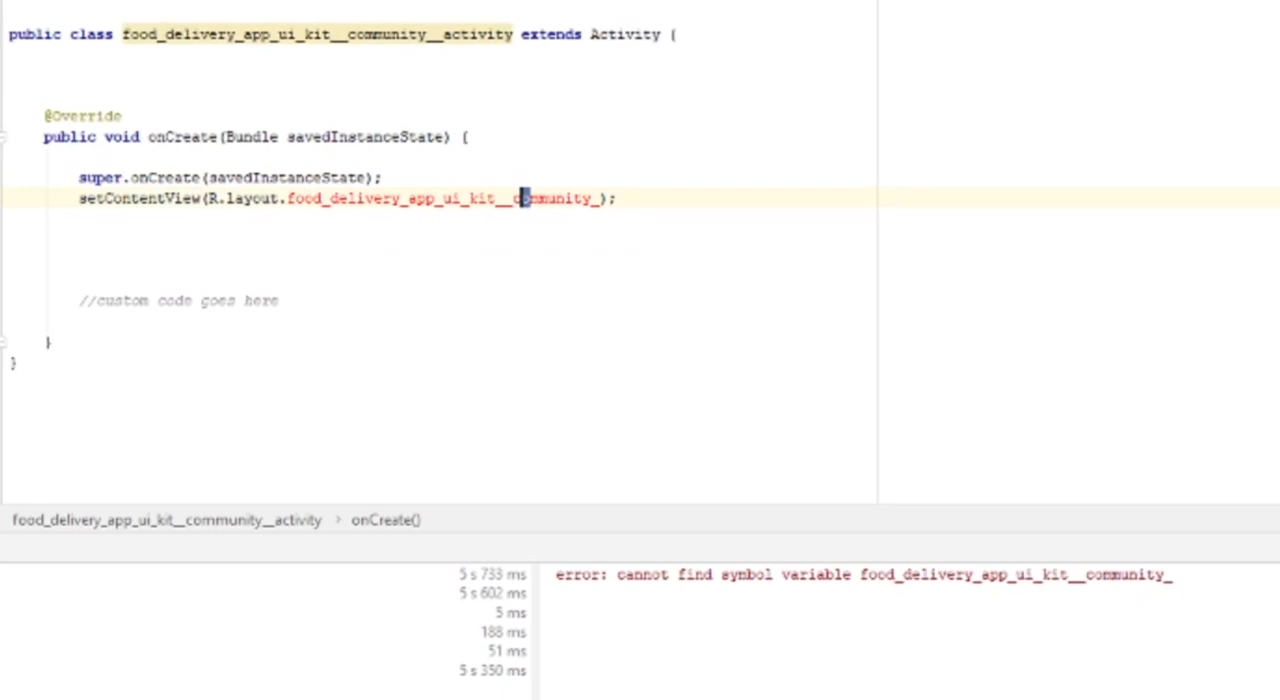 public class food_delivery_app_ui_kit__community__activity extends Activity {
@Override
public void onCreate(Bundle savedInstanceState) {
super.onCreate(savedInstanceState);
setContentView(R.layout.food_delivery_app_ui_kit__community_);
//custom code goes here
}
}
food_delivery_app_ui_kit__community__activity › onCreate()
5 s 733 ms error: cannot find symbol variable food_delivery_app_ui_kit__community_
5 s 602 ms
5 ms
188 ms
51 ms
5 s 350 ms